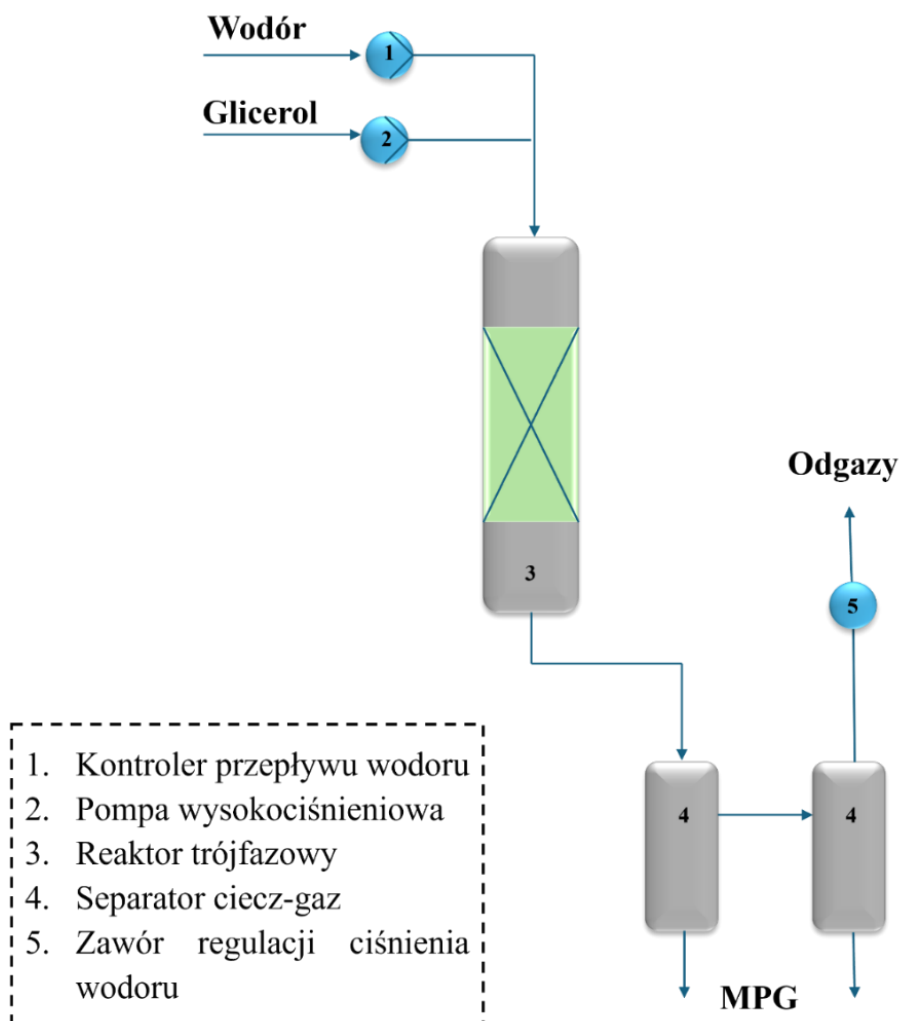 Wodór
1
Glicerol
2
3
Odgazy
5
4
4
MPG
1. Kontroler przepływu wodoru
2. Pompa wysokociśnieniowa
3. Reaktor trójfazowy
4. Separator ciecz-gaz
5. Zawór regulacji ciśnienia
wodoru